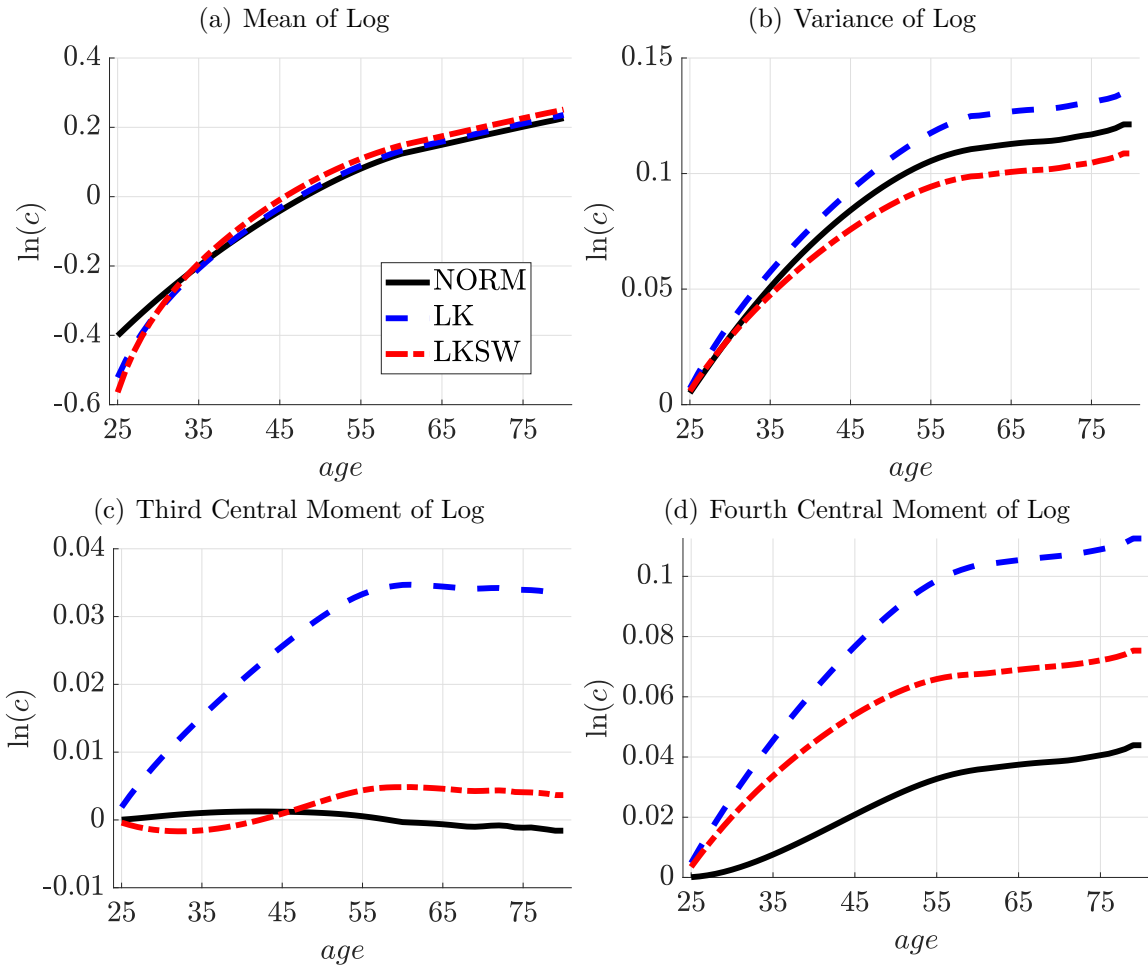 (a) Mean of Log
0.4
0.2
0
-0.2
-0.4
-0.6
ln(c)
25 35 45 55 65 75
age
NORM
LK
LKSW
(b) Variance of Log
0.15
0.1
0.05
0
ln(c)
25 35 45 55 65 75
age
(c) Third Central Moment of Log
0.04
0.03
0.02
0.01
0
-0.01
ln(c)
25 35 45 55 65 75
age
(d) Fourth Central Moment of Log
0.1
0.08
0.06
0.04
0.02
0
ln(c)
25 35 45 55 65 75
age